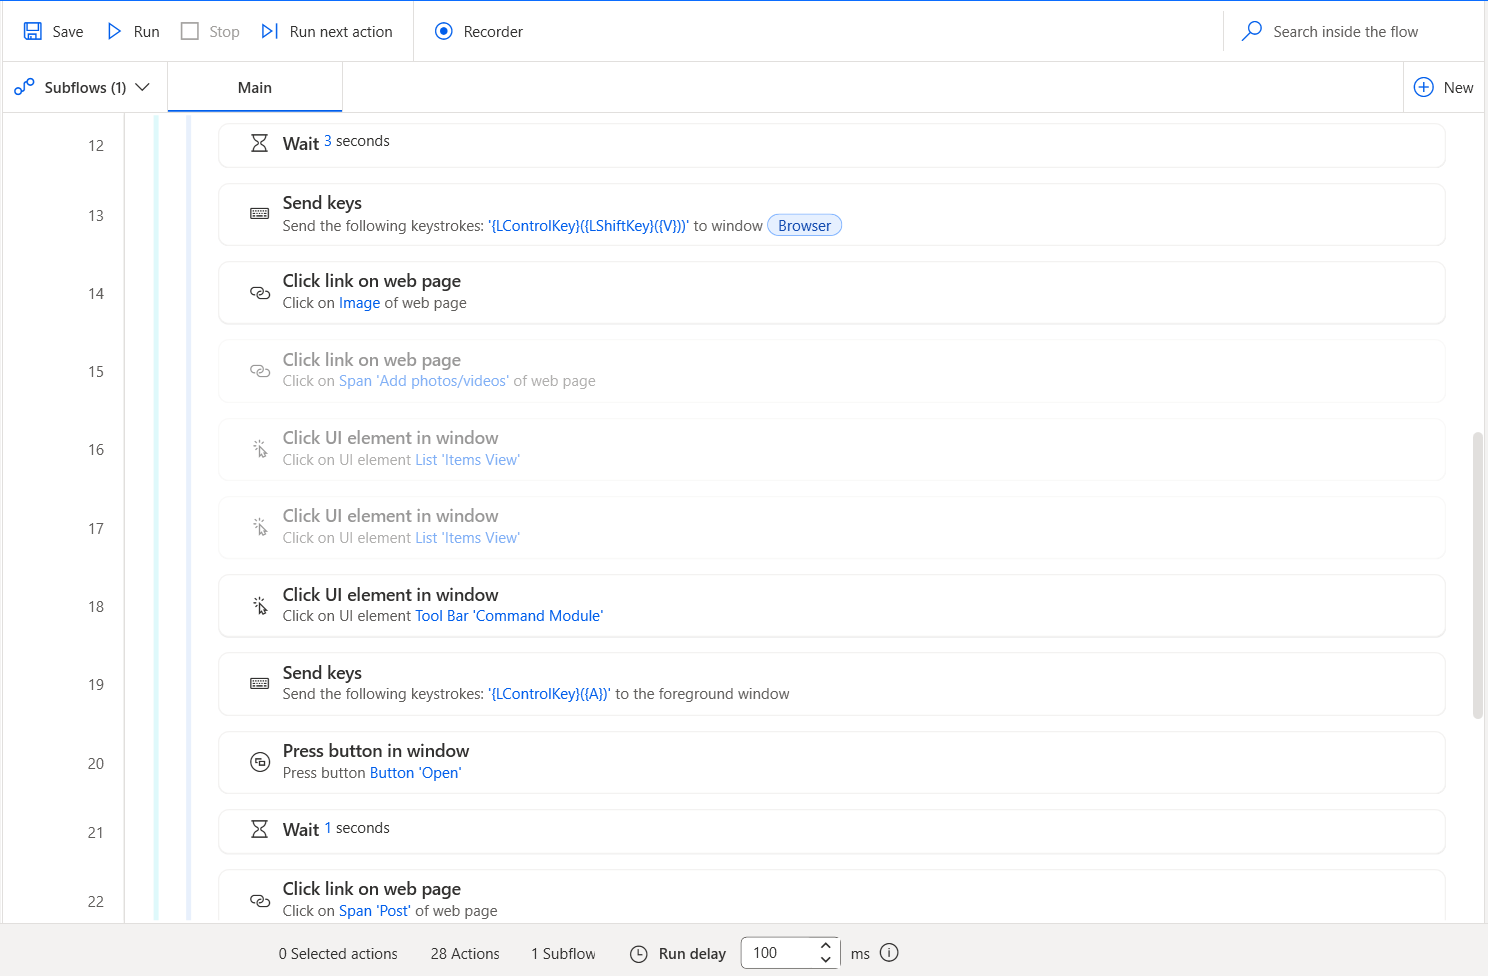 Save Run Stop Run next action Recorder Search inside the flow
Subflows (1) Main New
12 Wait 3 seconds
13 Send keys
Send the following keystrokes: '{LControlKey}({LShiftKey}({V}))' to window Browser
14 Click link on web page
Click on Image of web page
15 Click link on web page
Click on Span 'Add photos/videos' of web page
16 Click UI element in window
Click on UI element List 'Items View'
17 Click UI element in window
Click on UI element List 'Items View'
18 Click UI element in window
Click on UI element Tool Bar 'Command Module'
19 Send keys
Send the following keystrokes: '{LControlKey}({A})' to the foreground window
20 Press button in window
Press button Button 'Open'
21 Wait 1 seconds
22 Click link on web page
Click on Span 'Post' of web page
0 Selected actions 28 Actions 1 Subflow Run delay 100 ms